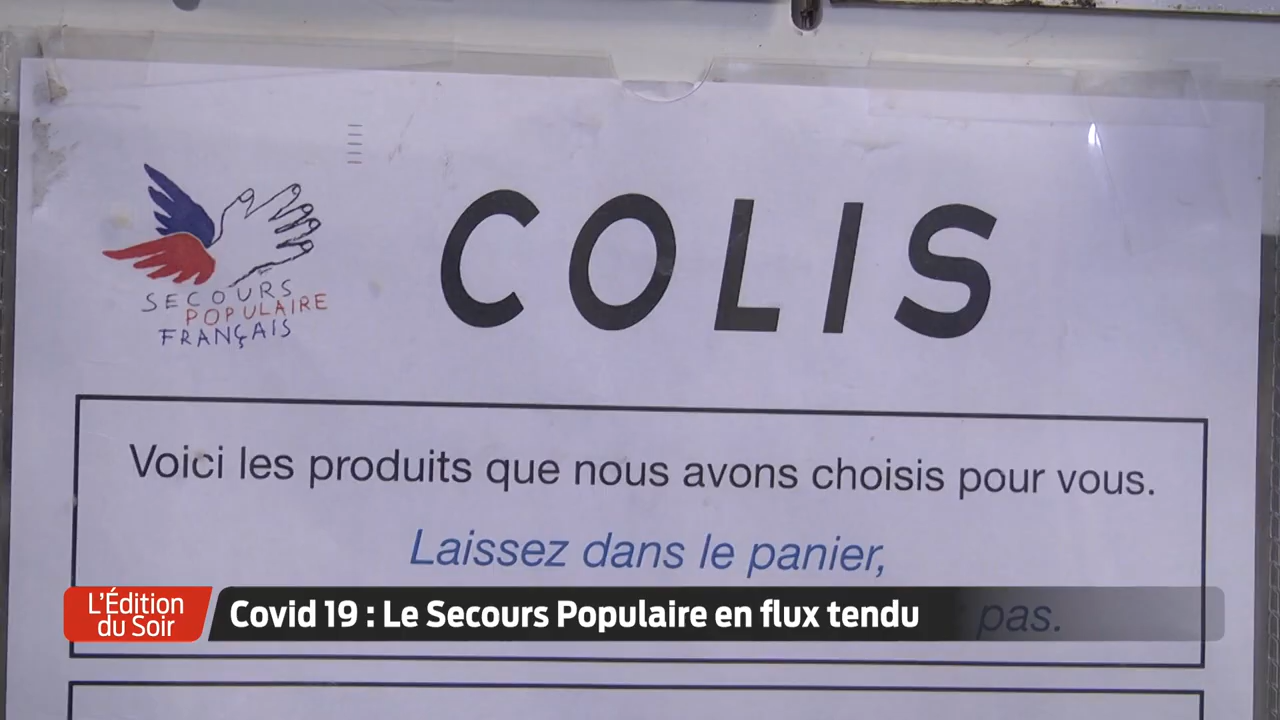 SECOURS
POPULAIRE
FRANÇAIS
COLIS
Voici les produits que nous avons choisis pour vous.
Laissez dans le panier,
pas.
L'Édition
du Soir
Covid 19 : Le Secours Populaire en flux tendu